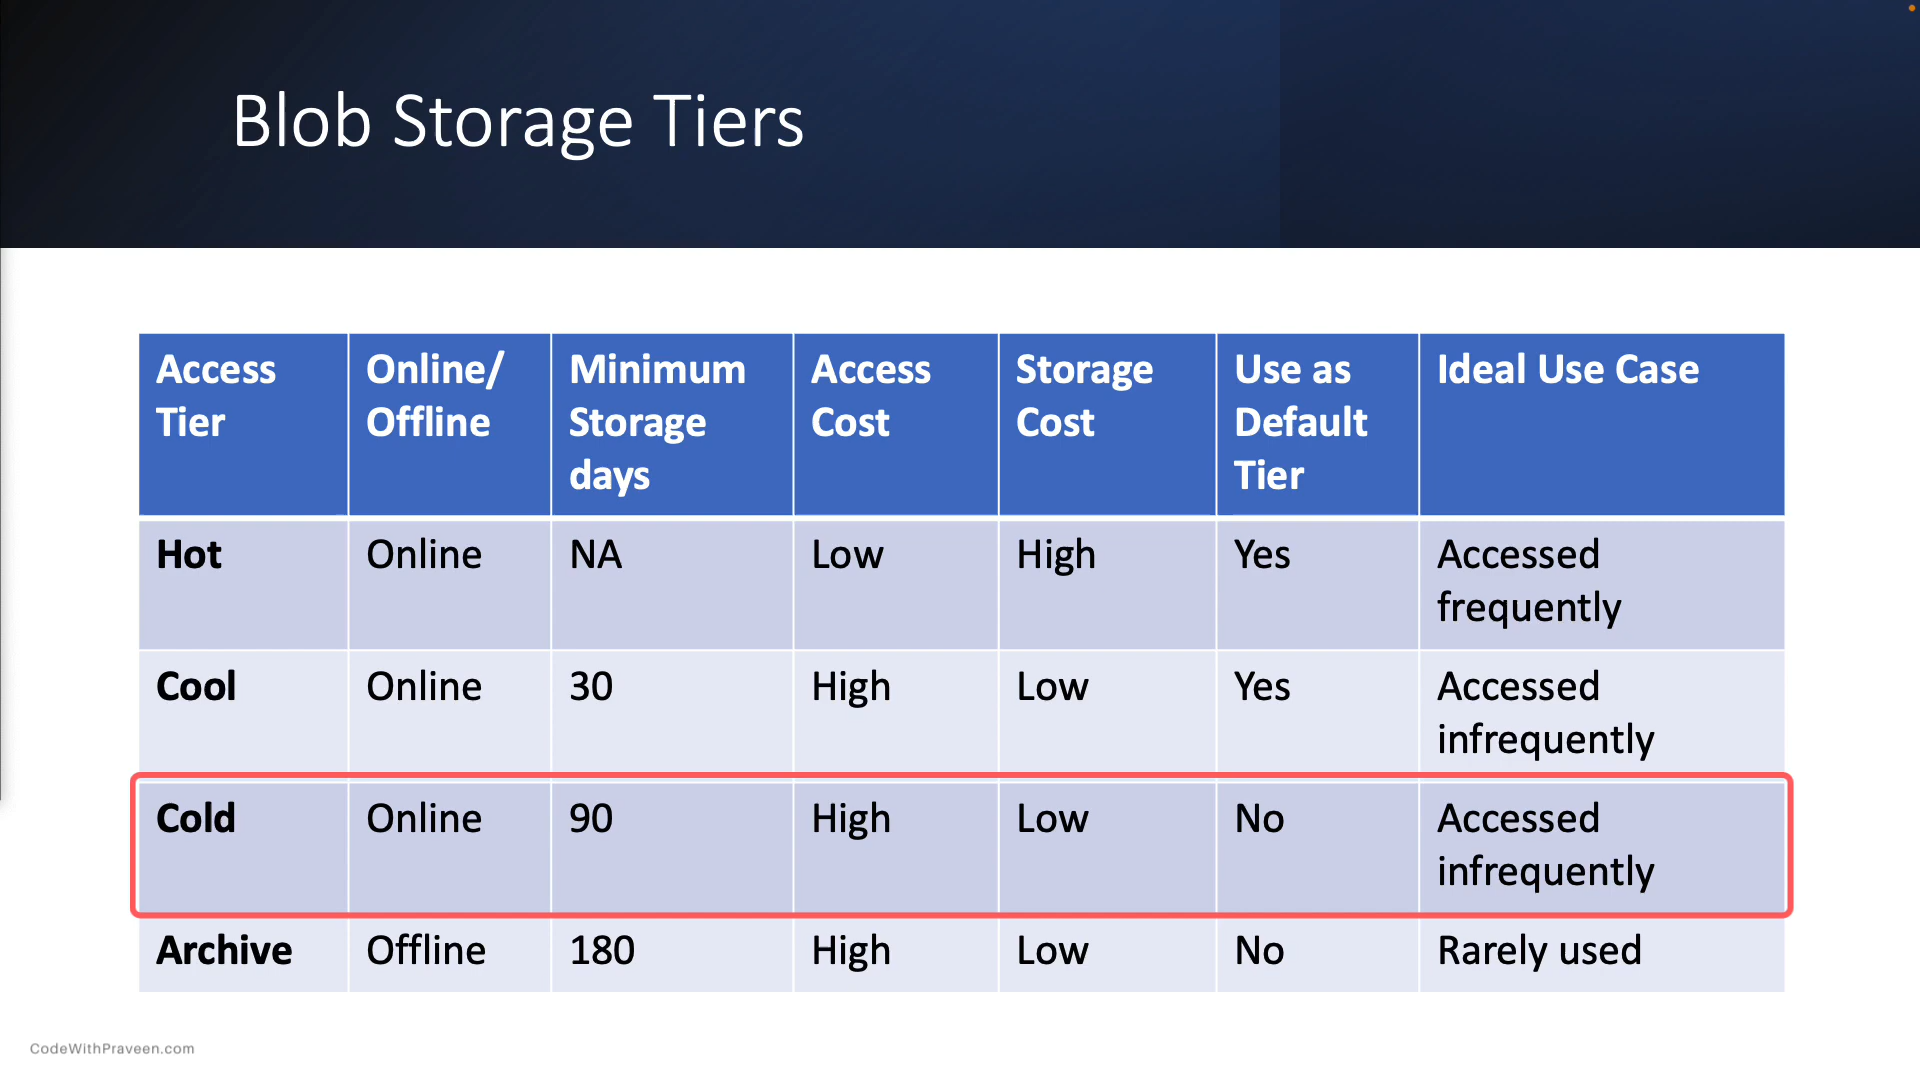 Blob Storage Tiers
Access Tier | Online/ Offline | Minimum Storage days | Access Cost | Storage Cost | Use as Default Tier | Ideal Use Case
Hot | Online | NA | Low | High | Yes | Accessed frequently
Cool | Online | 30 | High | Low | Yes | Accessed infrequently
Cold | Online | 90 | High | Low | No | Accessed infrequently
Archive | Offline | 180 | High | Low | No | Rarely used
CodeWithPraveen.com